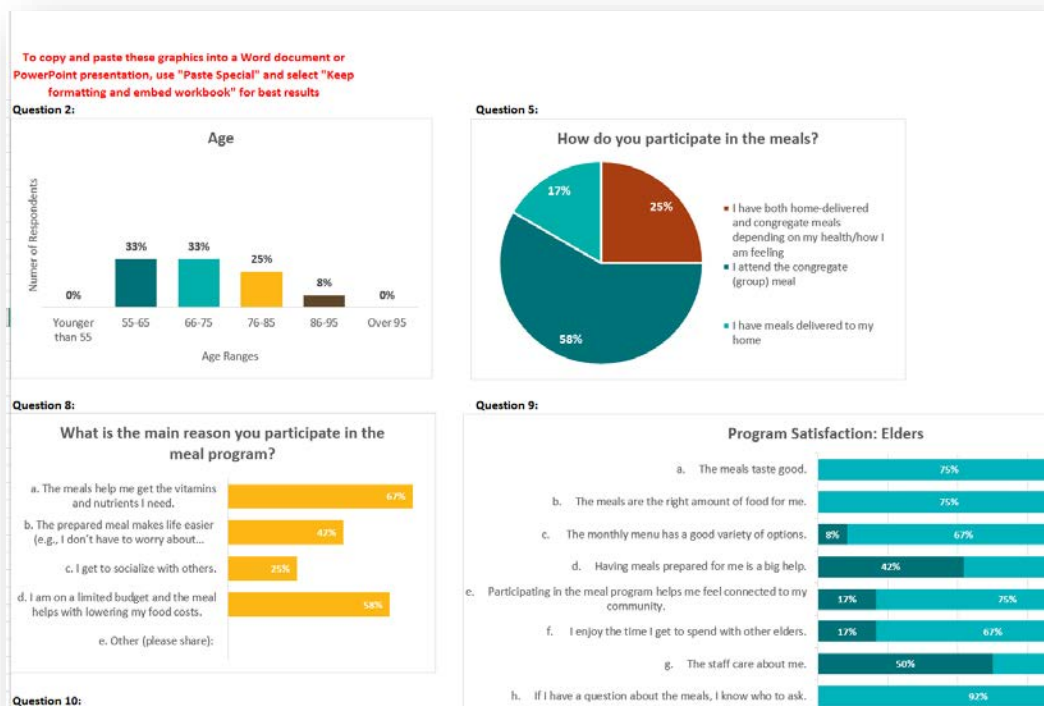 To copy and paste these graphics into a Word document or
PowerPoint presentation, use "Paste Special" and select "Keep
formatting and embed workbook" for best results
Question 2:
Age
Numer of Respondents
0%
33%
33%
25%
8%
0%
Younger
than 55
55-65
66-75
76-85
86-95
Over 95
Age Ranges
Question 5:
How do you participate in the meals?
17%
25%
58%
I have both home-delivered
and congregate meals
depending on my health/how I
am feeling
I attend the congregate
(group) meal
I have meals delivered to my
home
Question 8:
What is the main reason you participate in the
meal program?
a. The meals help me get the vitamins
and nutrients I need.
67%
b. The prepared meal makes life easier
(e.g., I don't have to worry about...
42%
c. I get to socialize with others.
25%
d. I am on a limited budget and the meal
helps with lowering my food costs.
58%
e. Other (please share):
Question 9:
Program Satisfaction: Elders
a. The meals taste good.
75%
b. The meals are the right amount of food for me.
75%
c. The monthly menu has a good variety of options.
8%
67%
d. Having meals prepared for me is a big help.
42%
e. Participating in the meal program helps me feel connected to my
community.
17%
75%
f. I enjoy the time I get to spend with other elders.
17%
67%
g. The staff care about me.
50%
h. If I have a question about the meals, I know who to ask.
92%
Question 10: